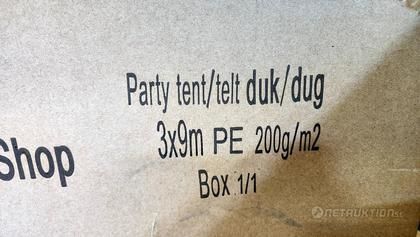 Party tent/telt duk/dug
3x9m PE 200g/m2
Shop
Box 1/1
NETAUKTION.SE